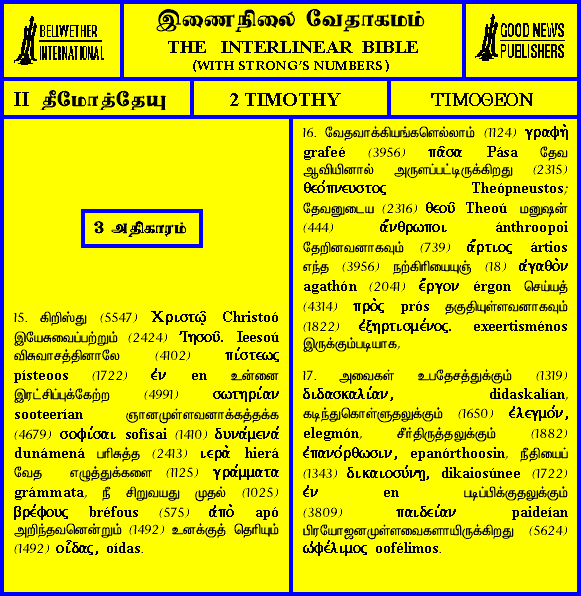 BELLWETHER
INTERNATIONAL
இணைநிலை வேதாகமம்
THE INTERLINEAR BIBLE
(WITH STRONG'S NUMBERS)
GOOD NEWS
PUBLISHERS
II தீமோத்தேயு
2 TIMOTHY
ΤΙΜΟΘΕΟΝ
3 அதிகாரம்
15. கிறிஸ்து (5547) Χριστῷ Christoó
இயேசுவைப்பற்றும் (2424) Ἰησοῦ. Ieesoú
விசுவாசத்தினாலே (4102) πίστεως
písteoos (1722) ἐν en உன்னை
இரட்சிப்புக்கேற்ற (4991) σωτηρίαν
sooteerían ஞானமுள்ளவனாக்கத்தக்க
(4679) σοφίσαι sofísai (1410) δυνάμενά
dunámená பரிசுத்த (2413) ιερὰ hierá
வேத எழுத்துக்களை (1125) γράμματα
grámmata, நீ சிறுவயது முதல் (1025)
βρέφους bréfous (575) ἀπὸ apó
அறிந்தவனென்றும் (1492) உனக்குத் தெரியும்
(1492) οἶδας, oídas.
16. வேதவாக்கியங்களெல்லாம் (1124) γραφὴ
grafeé (3956) πᾶσα Pása தேவ
ஆவியினால் அருளப்பட்டிருக்கிறது (2315)
θεόπνευστος Theópneustos;
தேவனுடைய (2316) θεοῦ Theoú மனுஷன்
(444) ἄνθρωποι ánthroopoi
தேறினவனாகவும் (739) ἄρτιος ártios
எந்த (3956) நற்கிரியையுஞ் (18) ἀγαθὸν
agathón (2041) ἔργον érgon செய்யத்
(4314) πρὸς prós தகுதியுள்ளவனாகவும்
(1822) ἐξηρτισμένος. exeertisménos
இருக்கும்படியாக,
17. அவைகள் உபதேசத்துக்கும் (1319)
διδασκαλίαν, didaskalían,
கடிந்துகொள்ளுதலுக்கும் (1650) ἐλεγμόν,
elegmón, சீர்திருத்தலுக்கும் (1882)
ἐπανόρθωσιν, epanórthoosin, நீதியைப்
(1343) δικαιοσύνῃ, dikaiosúnee (1722)
ἐν en படிப்பிக்குதலுக்கும்
(3809) παιδείαν paideían
பிரயோஜனமுள்ளவைகளாயிருக்கிறது (5624)
ὠφέλιμος oofélimos.